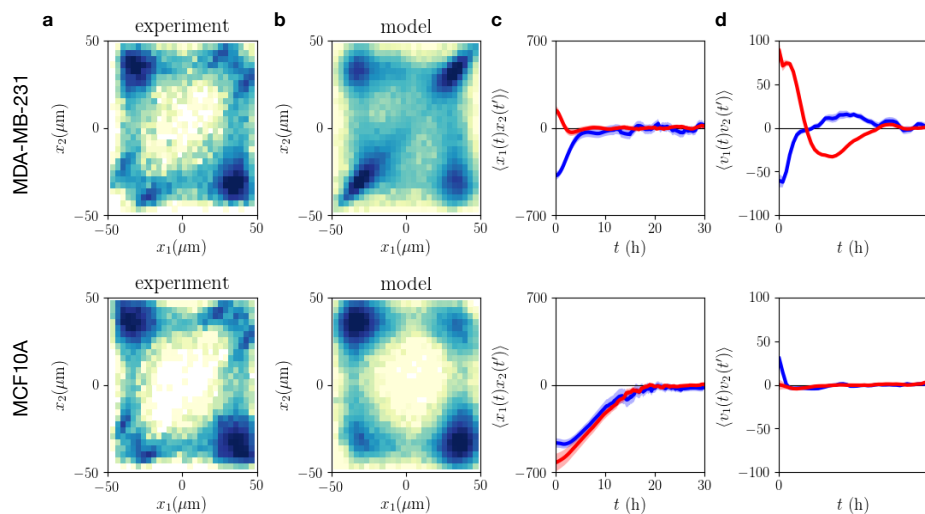 a b c d
experiment model
MDA-MB-231
50 50 700 100
x₂(μm) x₂(μm) ⟨x₁(t)x₂(t′)⟩ ⟨v₁(t)v₂(t′)⟩
50
0 0 0 0
−50
−50 −50 −700 −100
−50 0 50 −50 0 50 0 10 20 30 0
x₁(μm) x₁(μm) t (h) t (h)
experiment model
MCF10A
50 50 700 100
x₂(μm) x₂(μm) ⟨x₁(t)x₂(t′)⟩ ⟨v₁(t)v₂(t′)⟩
50
0 0 0 0
−50
−50 −50 −700 −100
−50 0 50 −50 0 50 0 10 20 30 0
x₁(μm) x₁(μm) t (h) t (h)